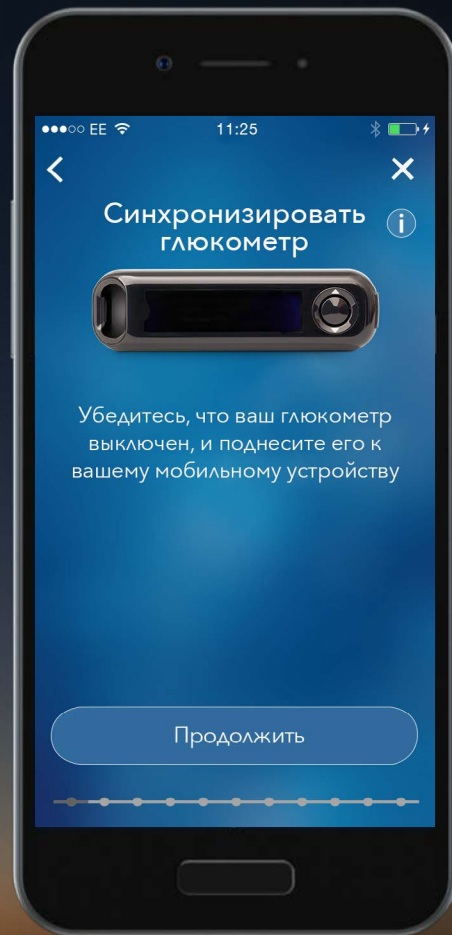 ●●●○○ EE 11:25
Синхронизировать
глюкометр
i
Убедитесь, что ваш глюкометр
выключен, и поднесите его к
вашему мобильному устройству
Продолжить